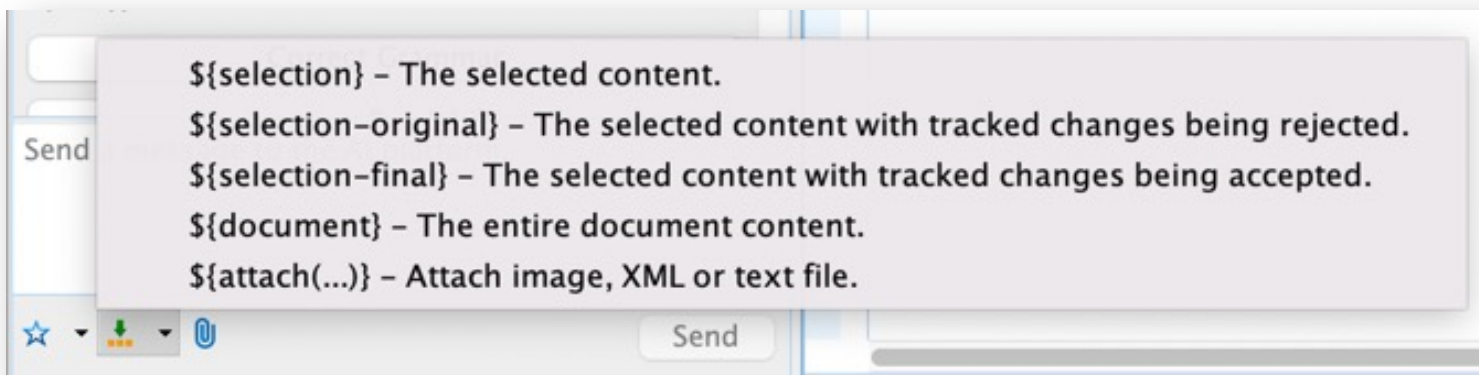 ${selection} – The selected content.
${selection-original} – The selected content with tracked changes being rejected.
Send
${selection-final} – The selected content with tracked changes being accepted.
${document} – The entire document content.
${attach(...)} – Attach image, XML or text file.
Send